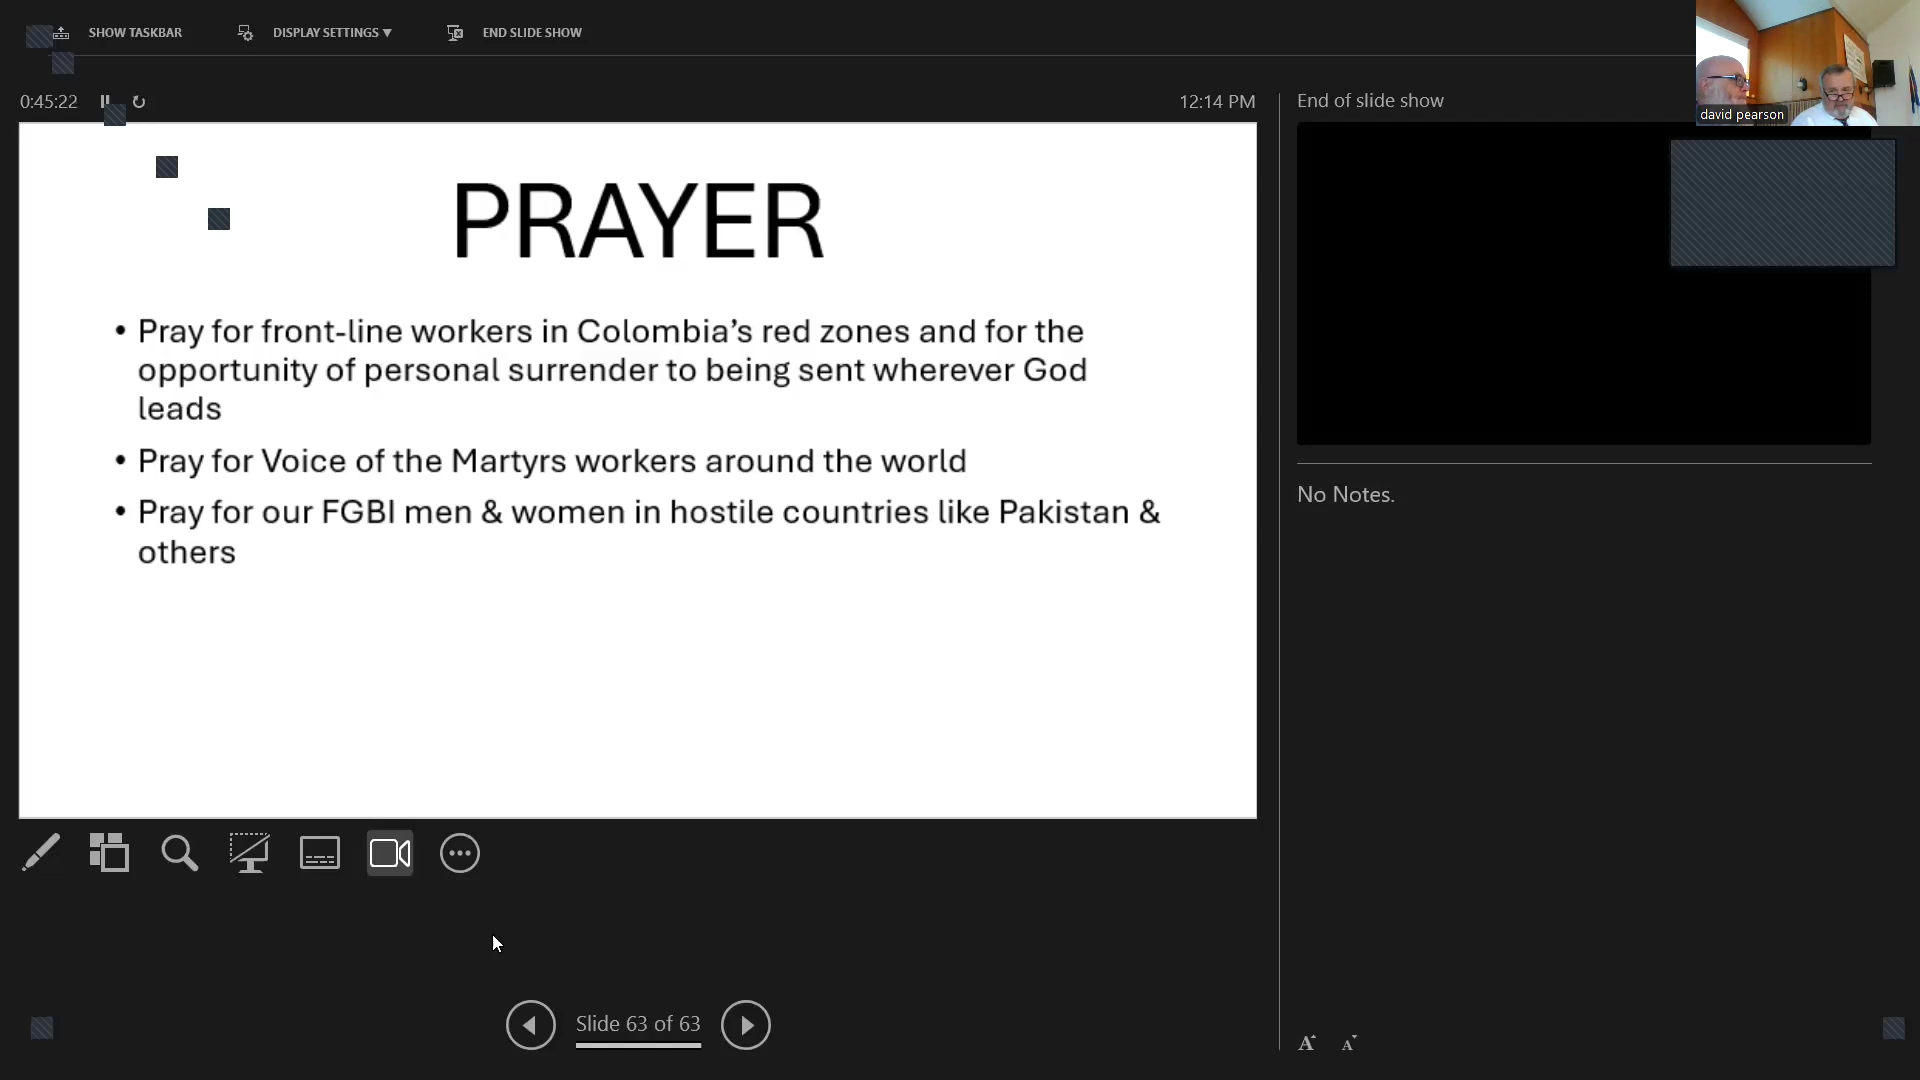 SHOW TASKBAR
DISPLAY SETTINGS ▼
END SLIDE SHOW
0:45:22
12:14 PM
End of slide show
david pearson
PRAYER
• Pray for front-line workers in Colombia’s red zones and for the
opportunity of personal surrender to being sent wherever God
leads
• Pray for Voice of the Martyrs workers around the world
• Pray for our FGBI men & women in hostile countries like Pakistan &
others
No Notes.
Slide 63 of 63
A A